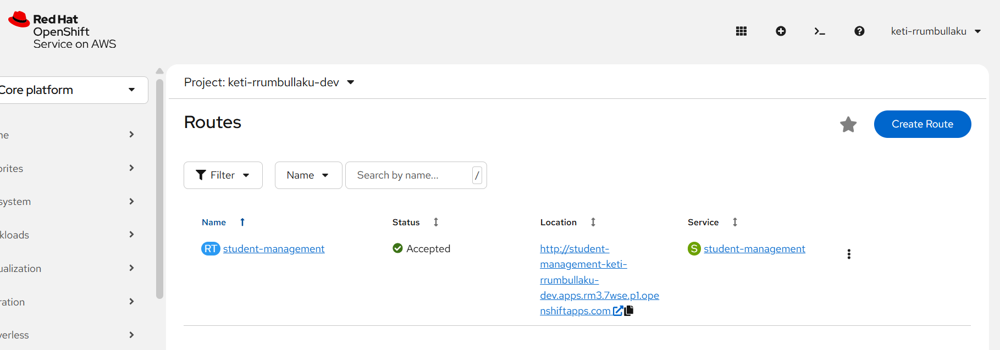 Red Hat
OpenShift
Service on AWS
keti-rrumbullaku
Core platform
Project: keti-rrumbullaku-dev
ne
Routes
Create Route
orites
Filter
Name
Search by name...
/
system
Name
Status
Location
Service
kloads
RT student-management
Accepted
http://student-
management-keti-
rrumbullaku-
dev.apps.rm3.7wse.p1.ope
nshiftapps.com
S student-management
ualization
ration
verless